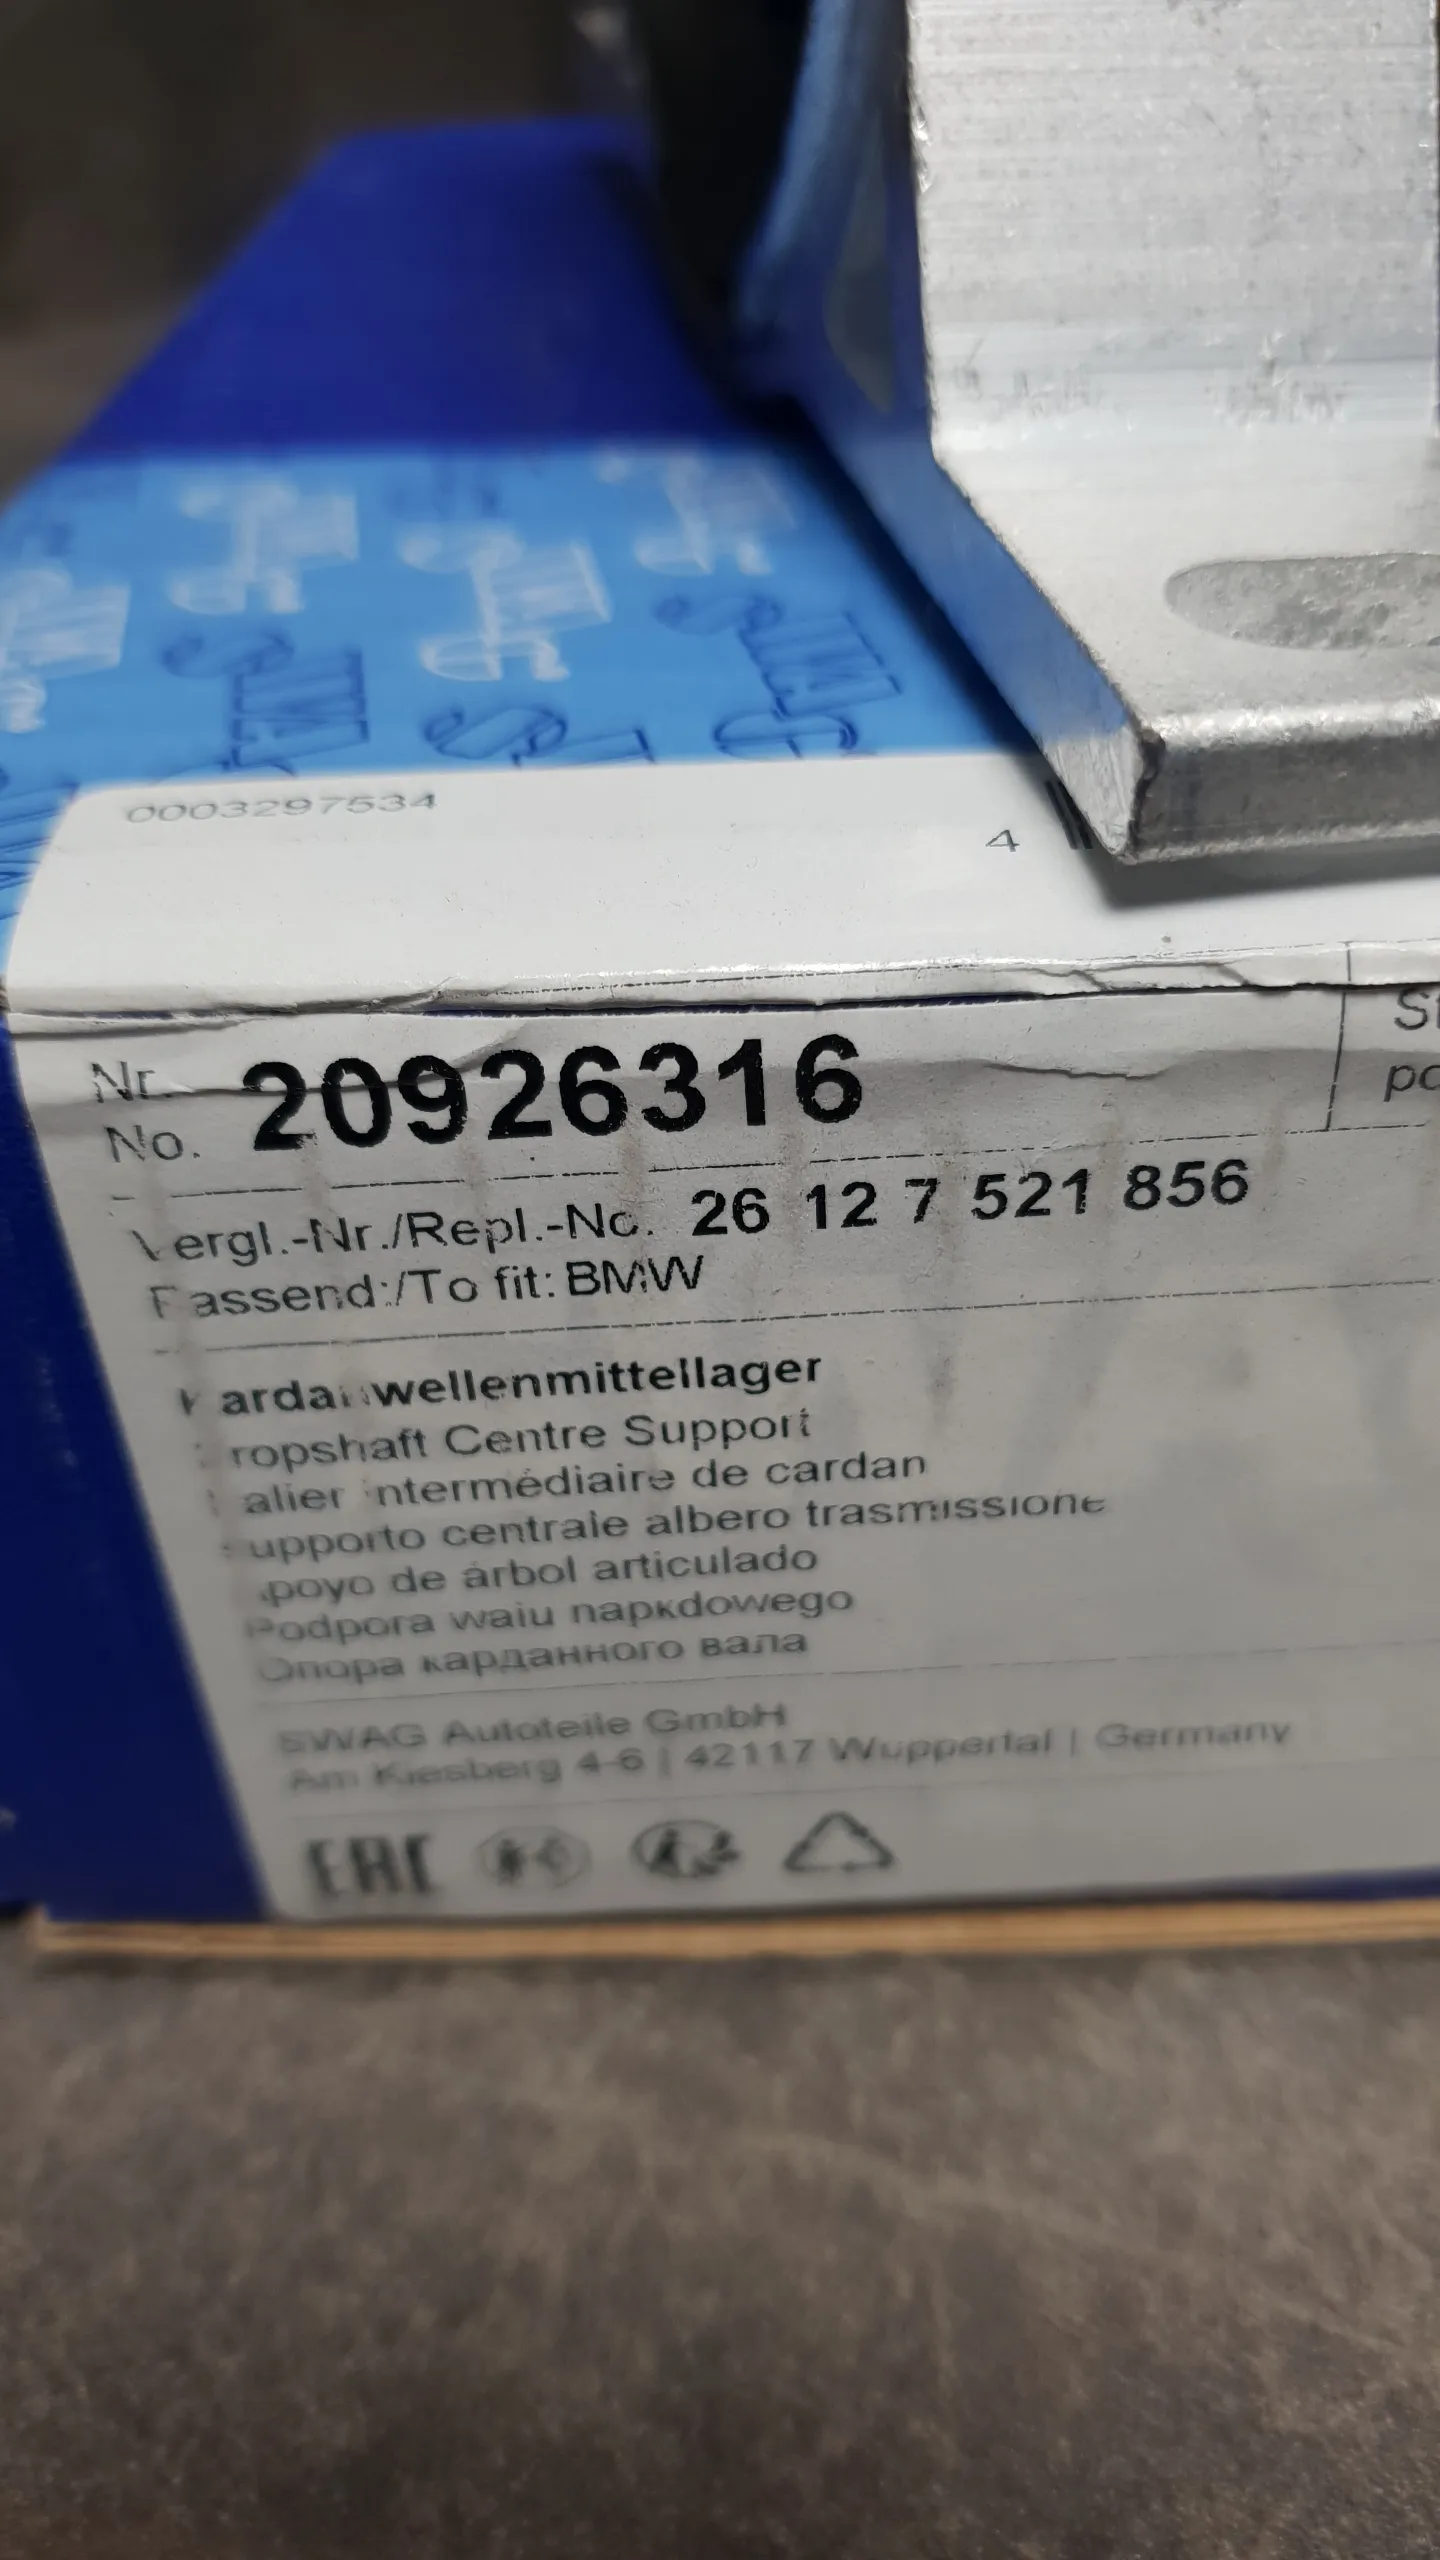 0003297534
4
Nr.
No. 20926316
Vergl.-Nr./Repl.-No. 26 12 7 521 856
Passend:/To fit: BMW
Kardanwellenmittellager
Propshaft Centre Support
Palier intermédiaire de cardan
Supporto centrale albero trasmissione
Apoyo de árbol articulado
Podpora wału napędowego
Опора карданного вала
SWAG Autoteile GmbH
Am Kiesberg 4-6 | 42117 Wuppertal | Germany
EAC